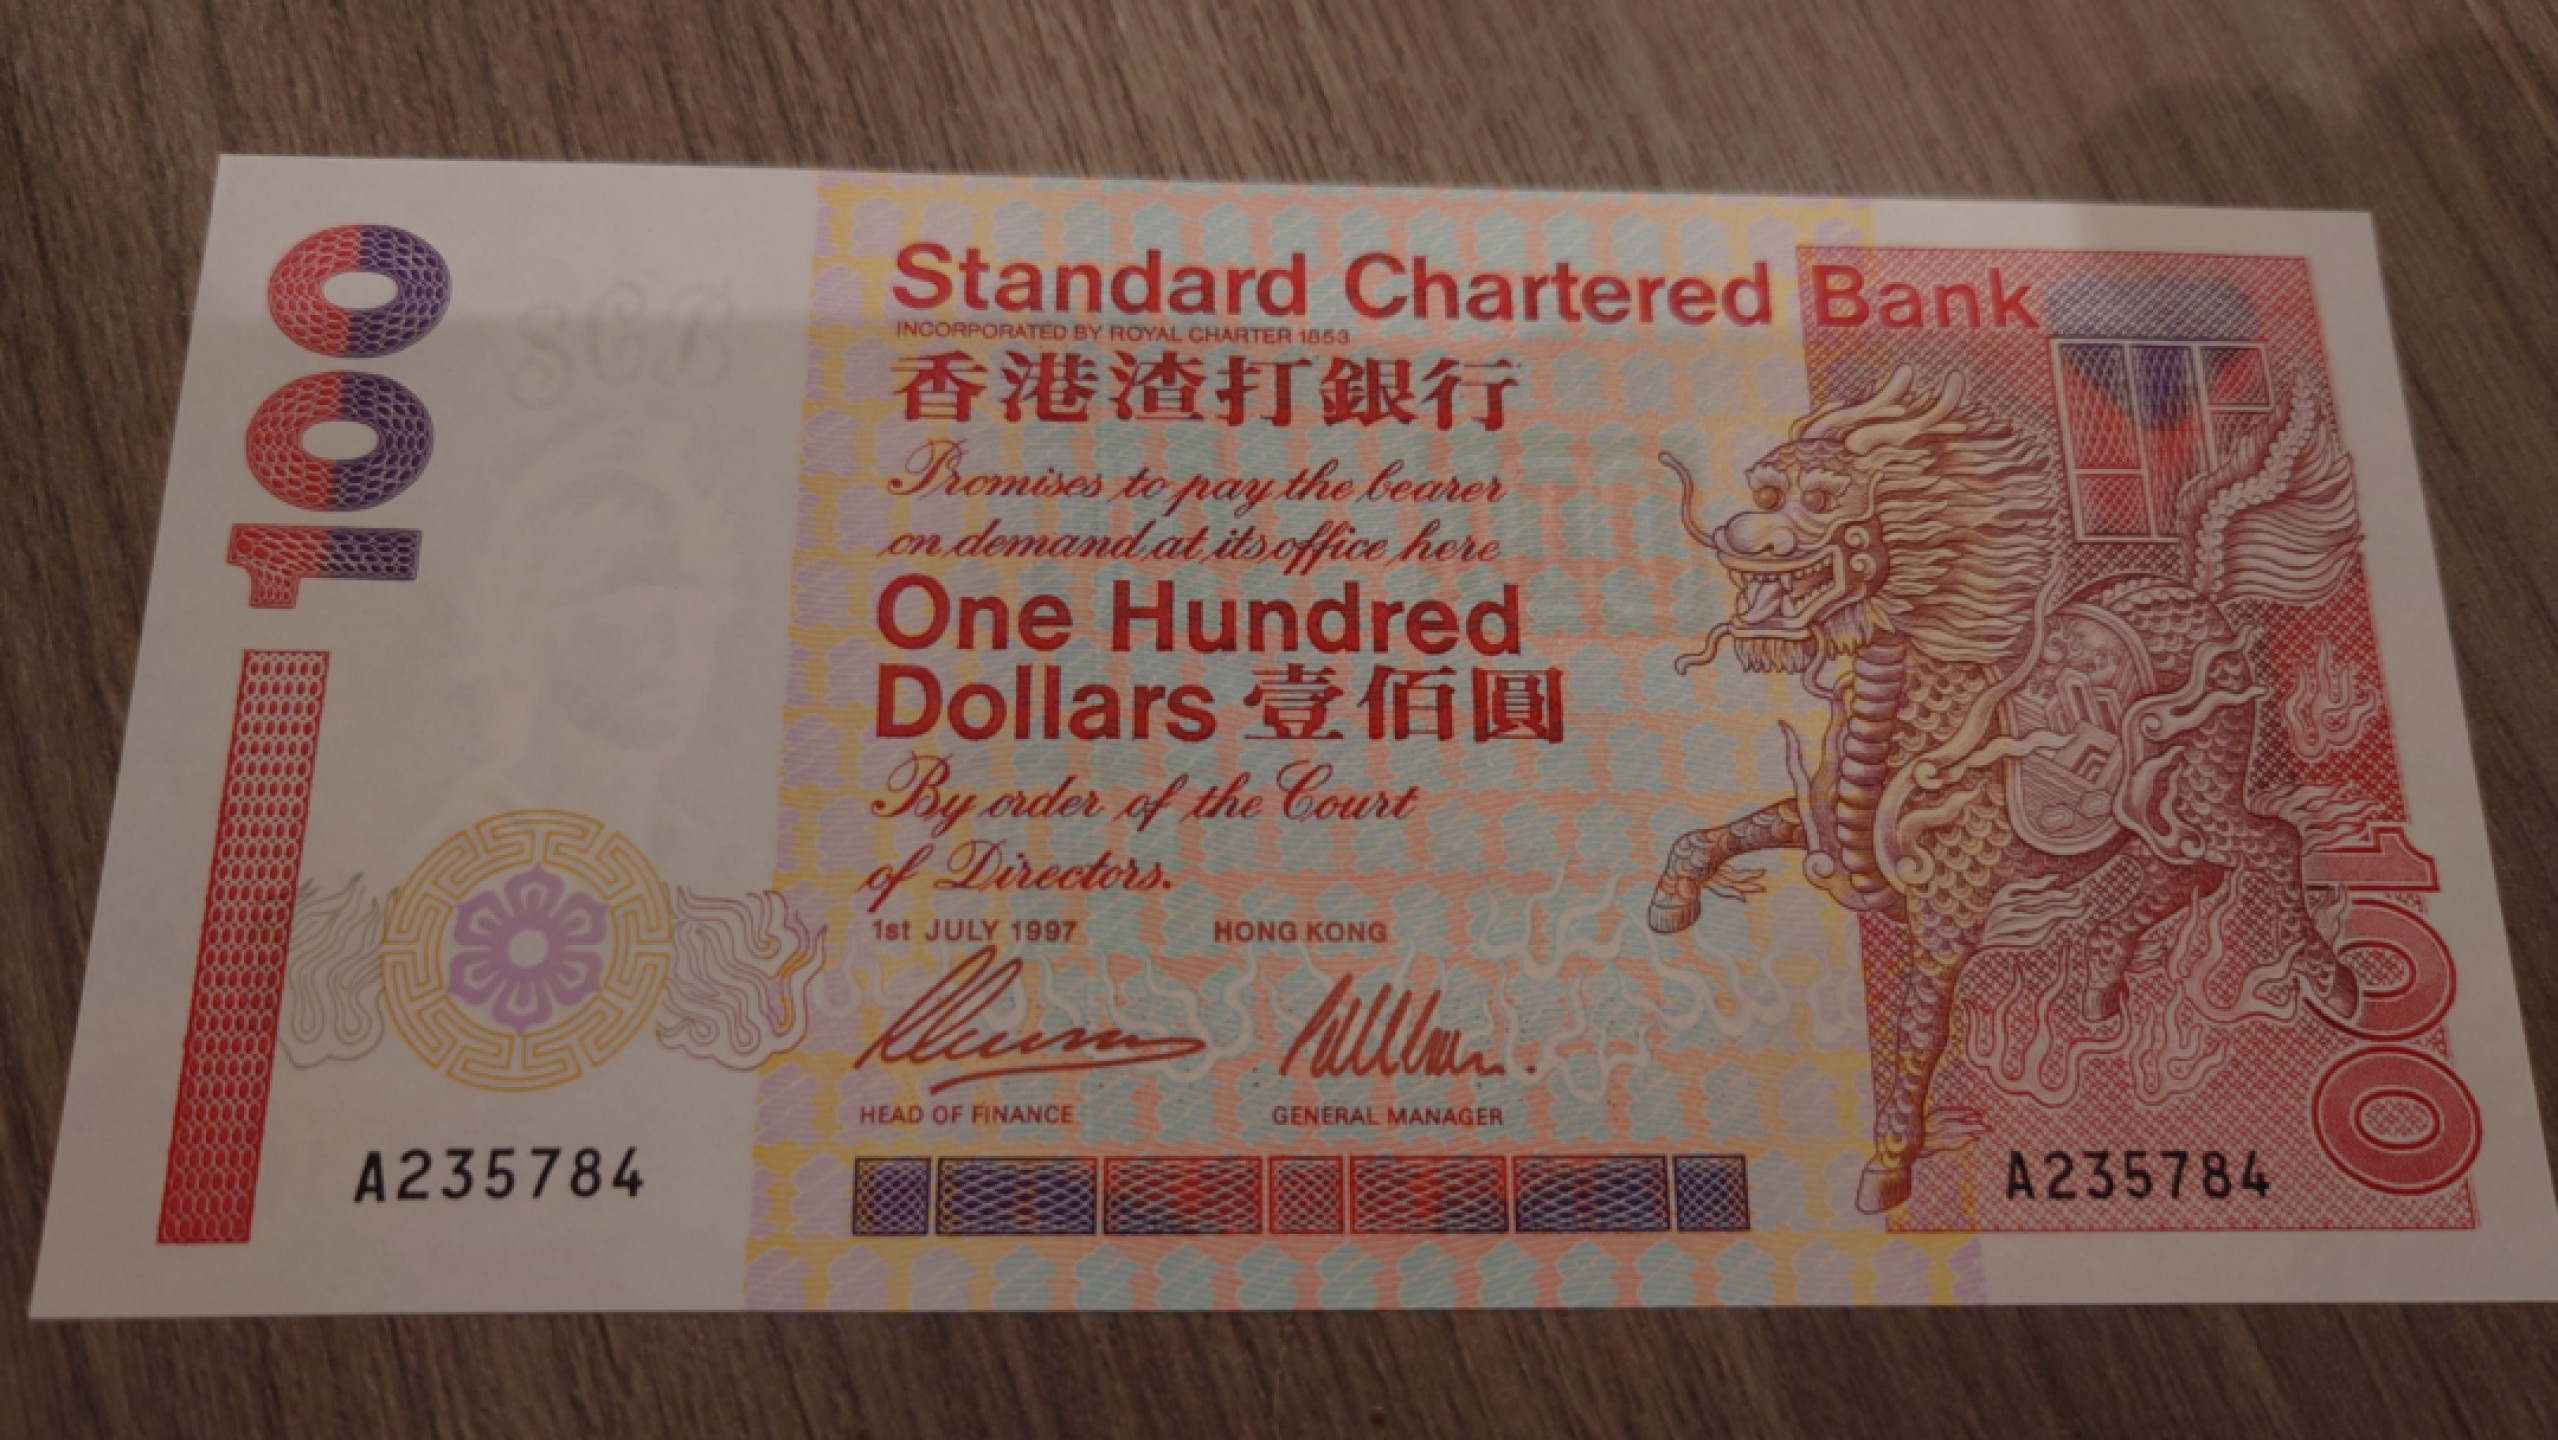 100
SCB
Standard Chartered Bank
INCORPORATED BY ROYAL CHARTER 1853
香港渣打銀行
Promises to pay the bearer
on demand at its office here
One Hundred
Dollars 壹佰圓
By order of the Court
of Directors.
1st JULY 1997 HONG KONG
HEAD OF FINANCE GENERAL MANAGER
A235784 A235784
100